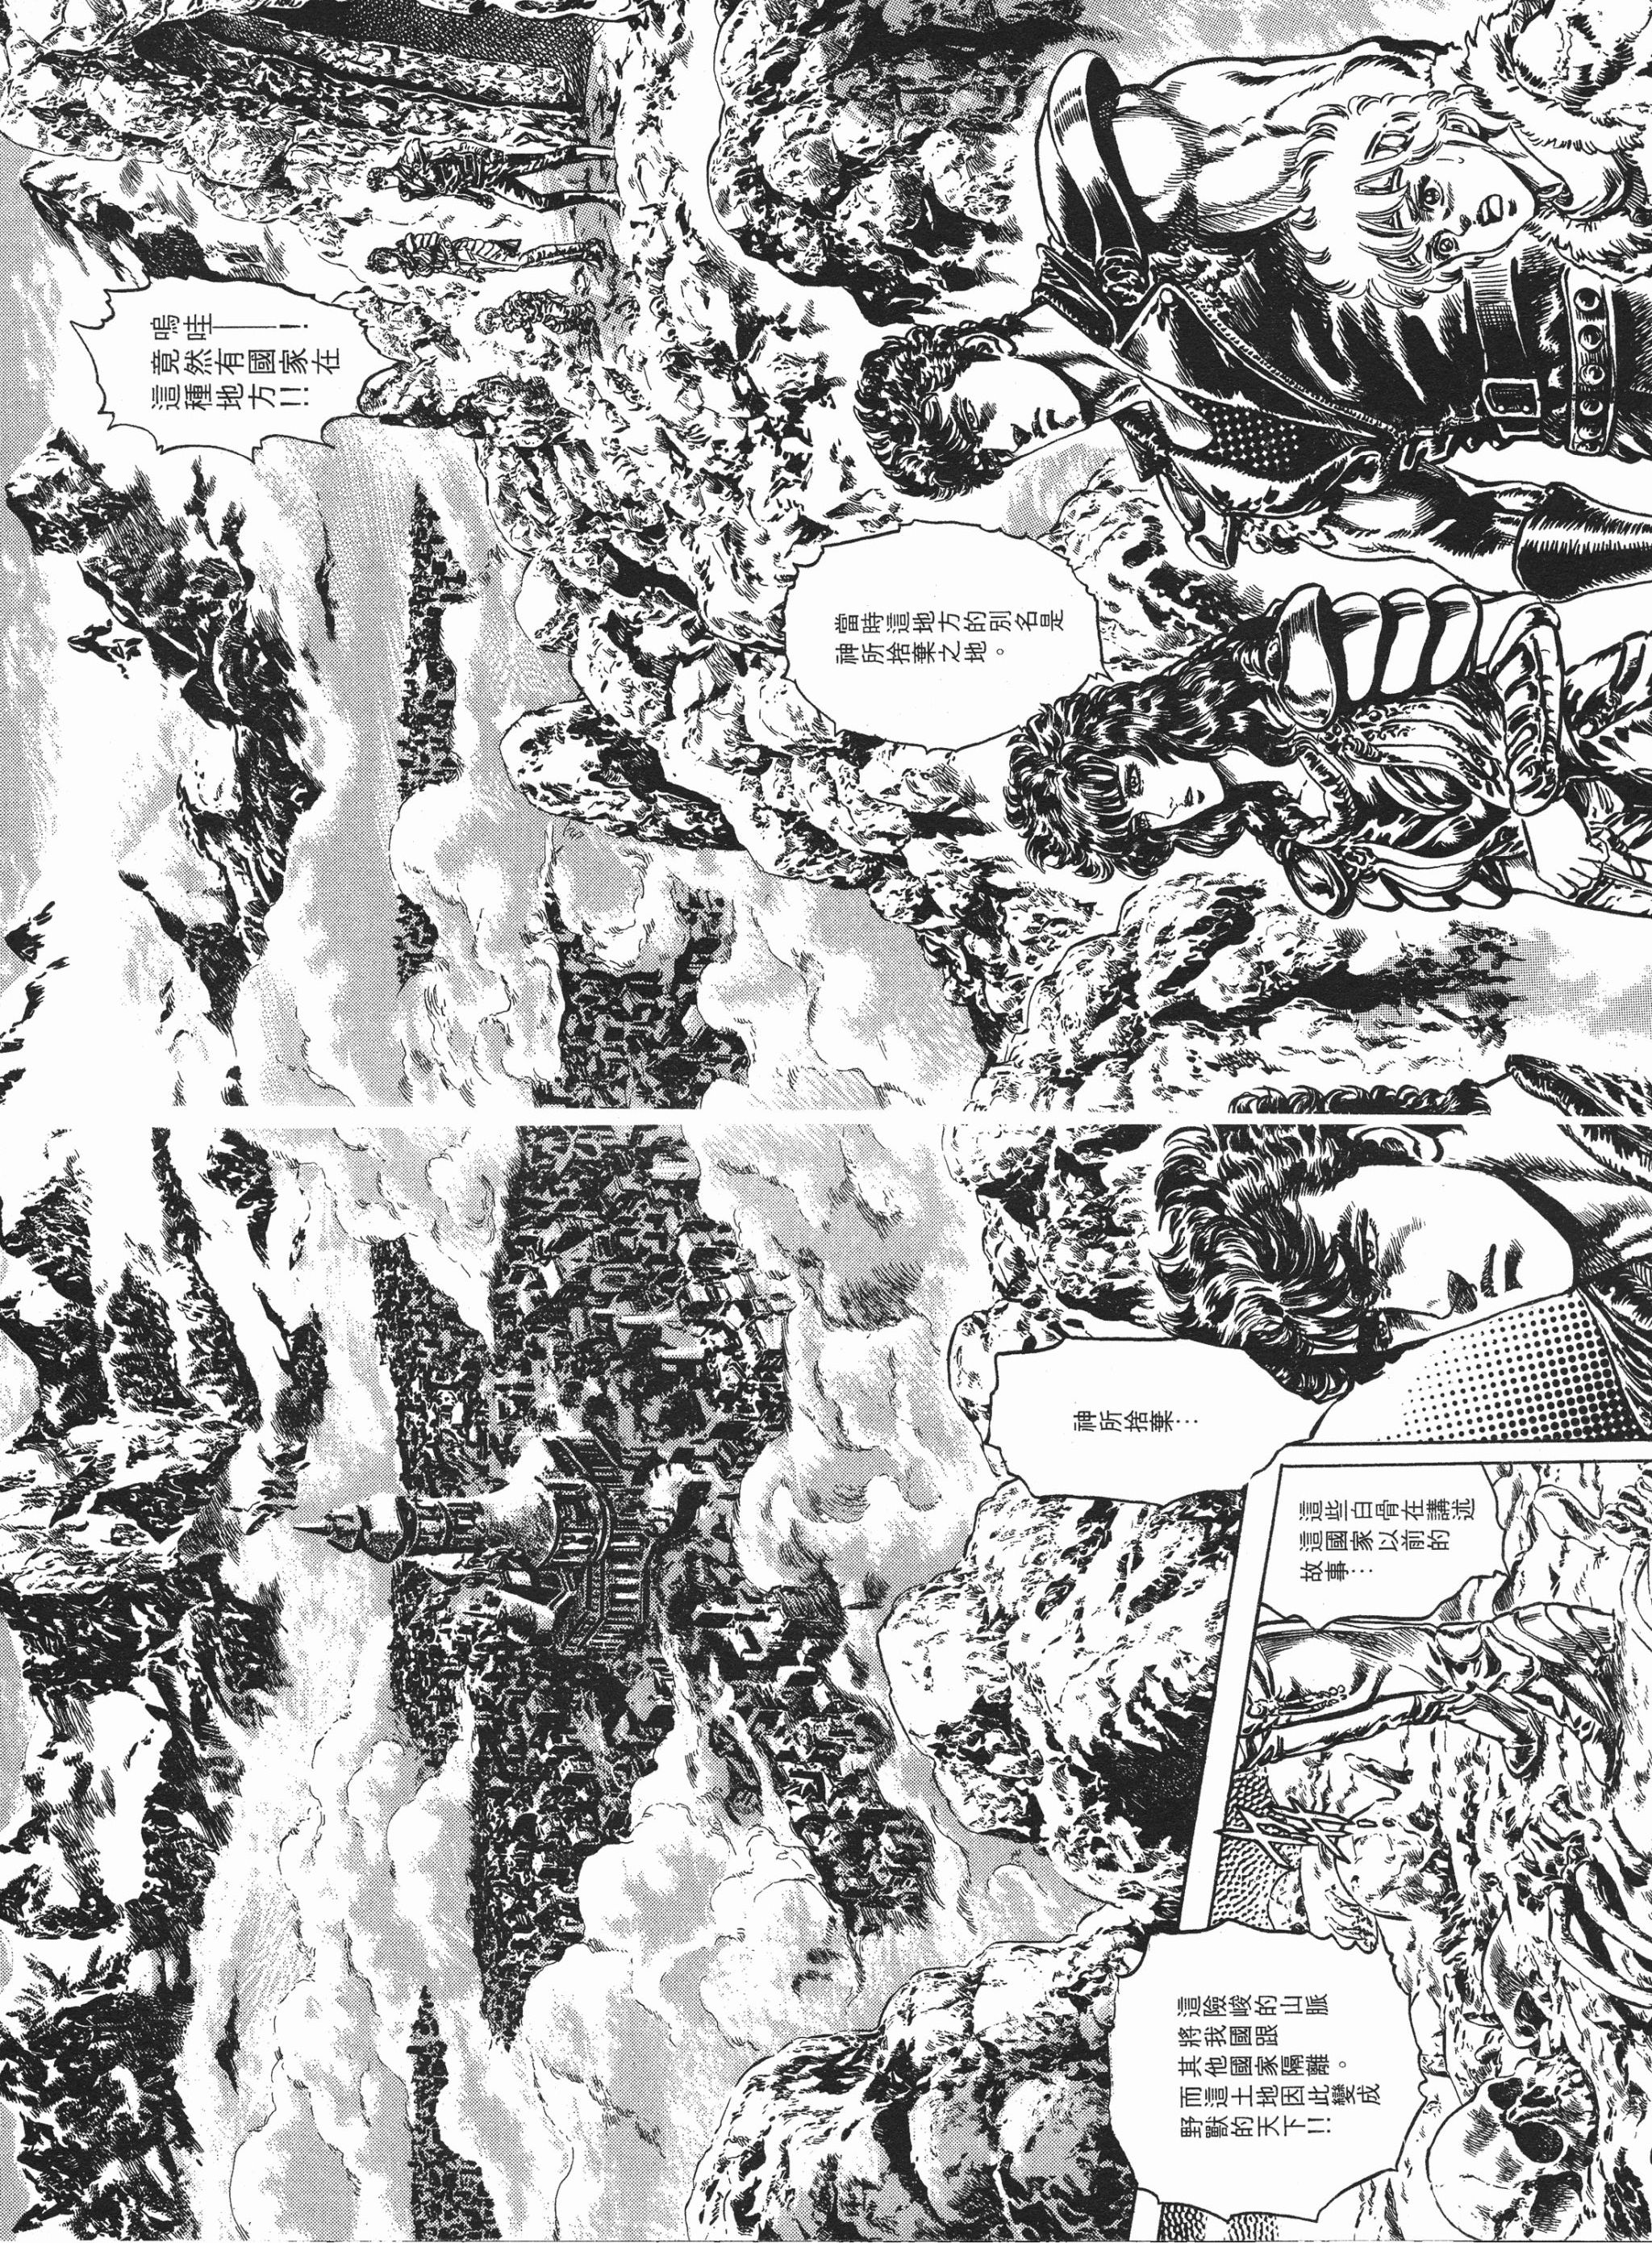 嗚哇——！
竟然有國家在
這種地方!!
當時這地方的別名是
神所捨棄之地。
神所捨棄…
這些白骨在講述
這國家以前的
故事…
這險峻的山脈
將我國跟
其他國家隔離。
而這土地因此變成
野獸的天下!!